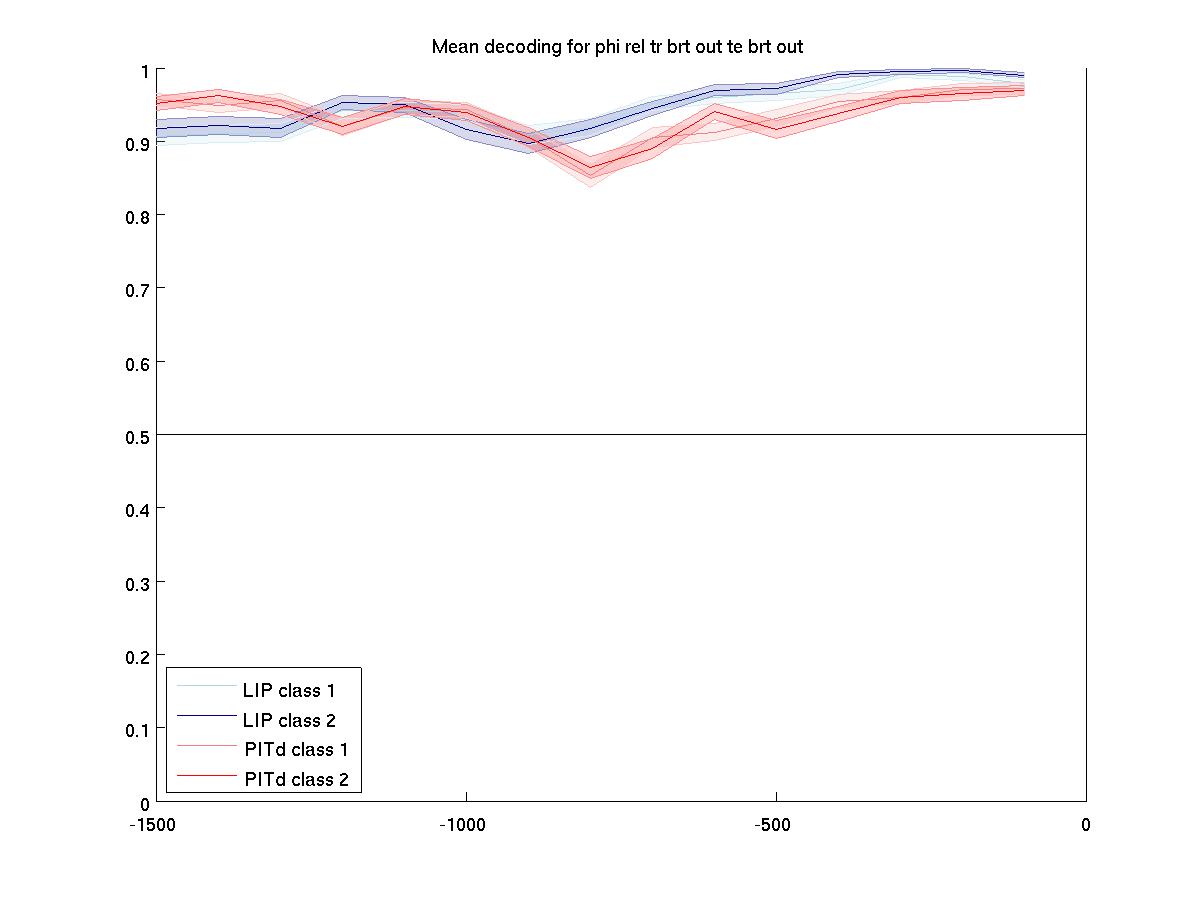 Mean decoding for phi rel tr brt out te brt out
1
0.9
0.8
0.7
0.6
0.5
0.4
0.3
0.2
0.1
0
LIP class 1
LIP class 2
PITd class 1
PITd class 2
-1500 -1000 -500 0